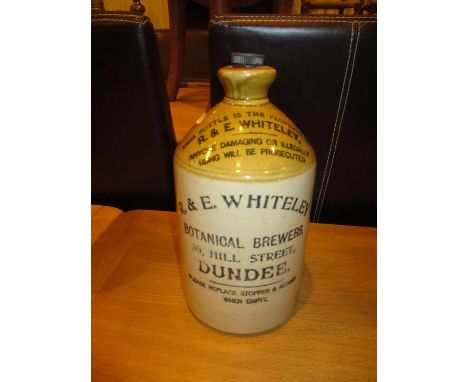 THIS BOTTLE IS THE PROPERTY
R. & E. WHITELEY.
ANYONE DAMAGING OR ILLEGALLY
USING WILL BE PROSECUTED.
R. & E. WHITELEY
BOTANICAL BREWERS.
30, HILL STREET,
DUNDEE.
PLEASE REPLACE STOPPER & RETURN
WHEN EMPTY.